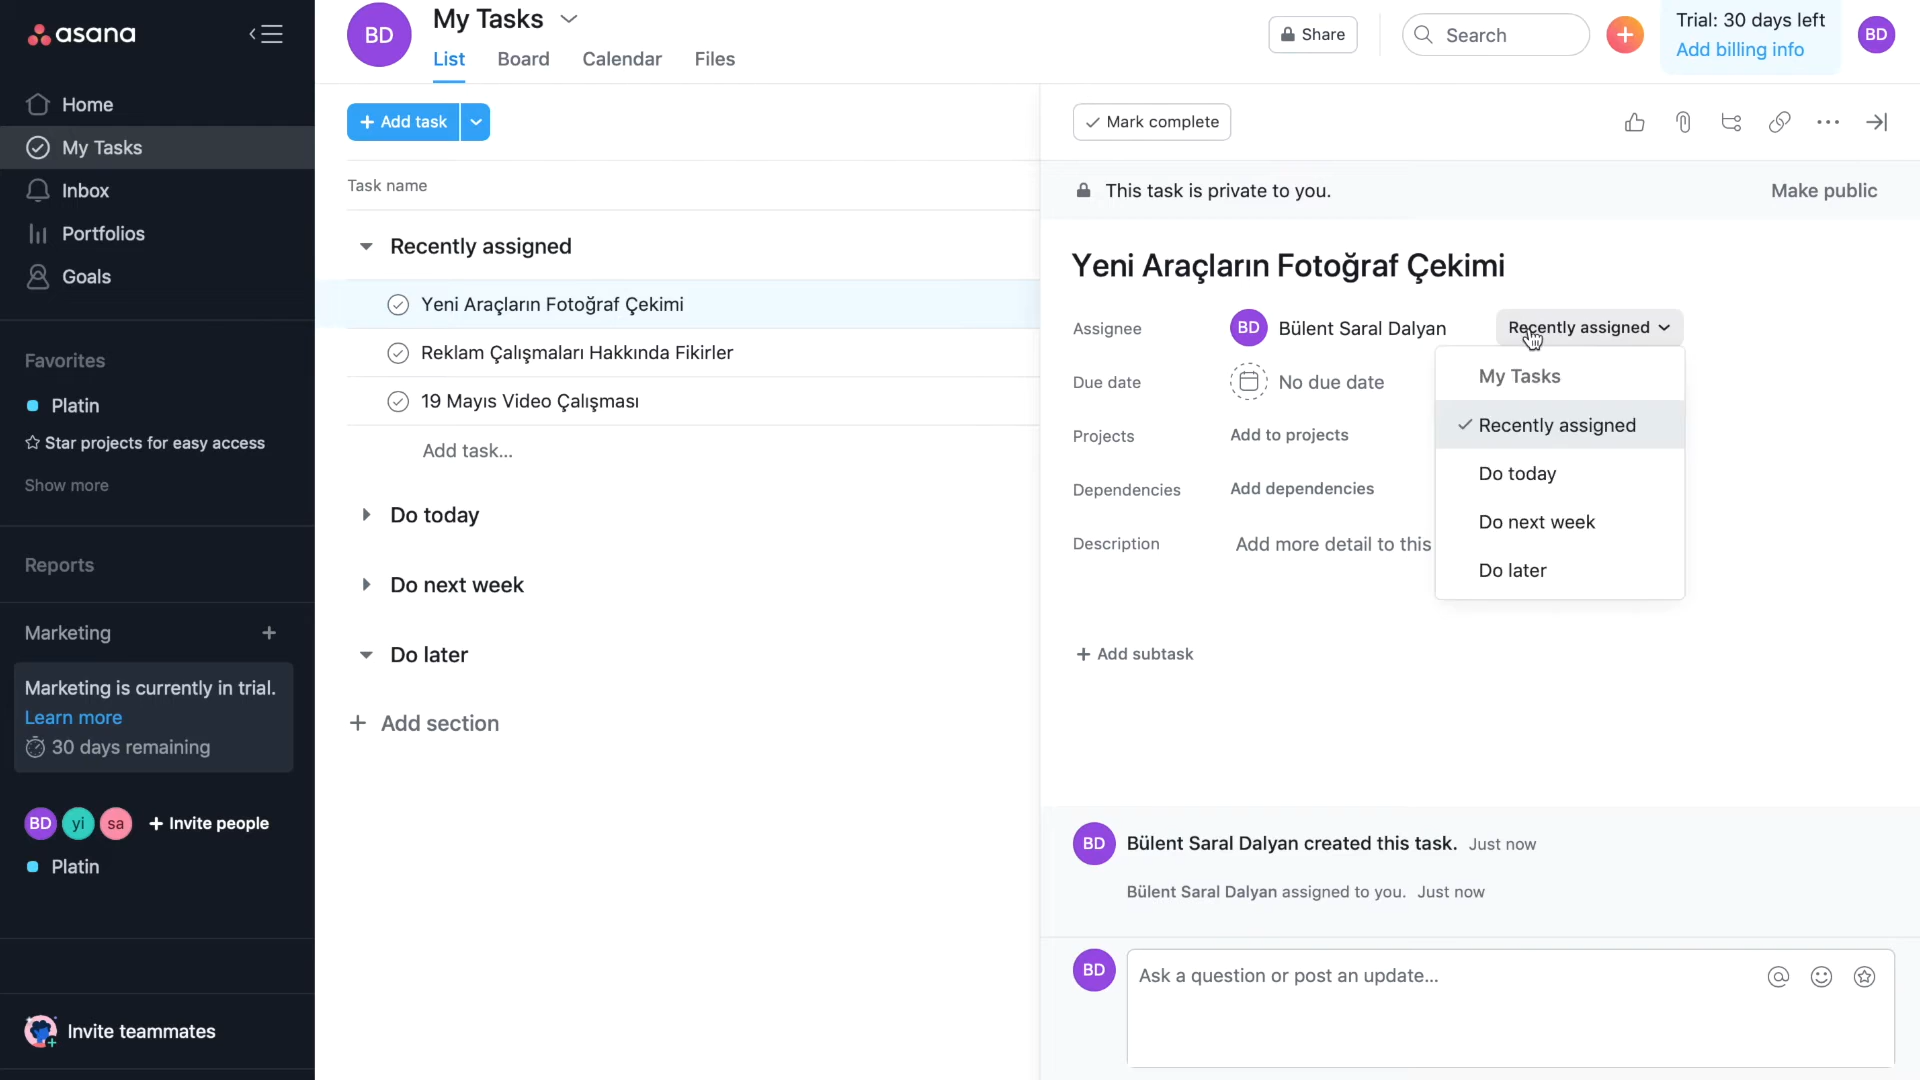 asana
Home
My Tasks
Inbox
Portfolios
Goals
Favorites
Platin
Star projects for easy access
Show more
Reports
Marketing
Marketing is currently in trial.
Learn more
30 days remaining
BD yi sa + Invite people
Platin
Invite teammates
BD
My Tasks
List Board Calendar Files
Share
Search
Trial: 30 days left
Add billing info
BD
+ Add task
Task name
Recently assigned
Yeni Araçların Fotoğraf Çekimi
Reklam Çalışmaları Hakkında Fikirler
19 Mayıs Video Çalışması
Add task...
Do today
Do next week
Do later
+ Add section
Mark complete
This task is private to you.
Make public
Yeni Araçların Fotoğraf Çekimi
Assignee BD Bülent Saral Dalyan Recently assigned
Due date No due date
Projects Add to projects
Dependencies Add dependencies
Description Add more detail to this
My Tasks
Recently assigned
Do today
Do next week
Do later
+ Add subtask
BD Bülent Saral Dalyan created this task. Just now
Bülent Saral Dalyan assigned to you. Just now
BD Ask a question or post an update...